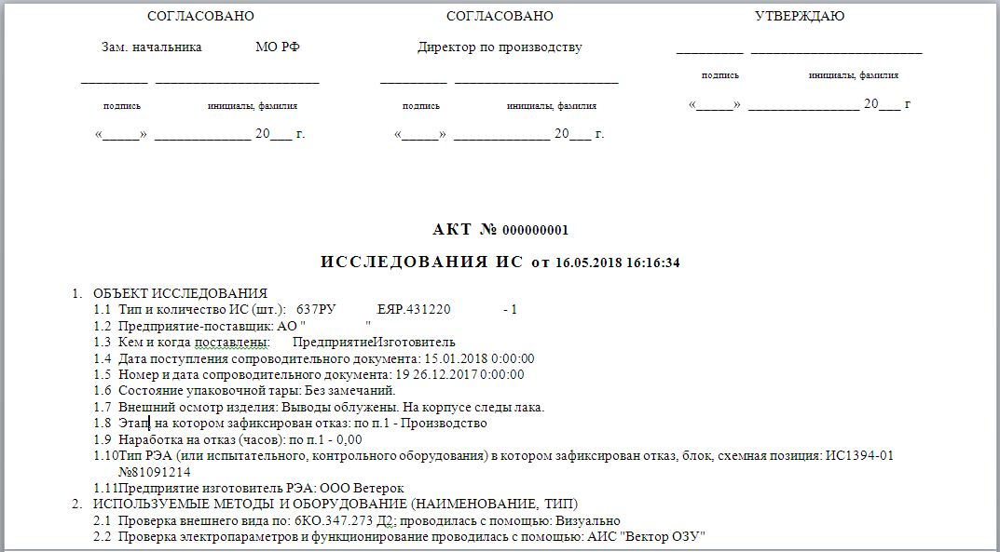 СОГЛАСОВАНО СОГЛАСОВАНО УТВЕРЖДАЮ
Зам. начальника МО РФ Директор по производству
_________ _______________________
подпись инициалы, фамилия
_________ ______________________ _________ ______________________
подпись инициалы, фамилия подпись инициалы, фамилия
«_____» _______________ 20___ г
«_____» _____________ 20___ г. «_____» _____________ 20___ г.
АКТ № 000000001
ИССЛЕДОВАНИЯ ИС от 16.05.2018 16:16:34
1. ОБЪЕКТ ИССЛЕДОВАНИЯ
1.1 Тип и количество ИС (шт.): 637РУ ЕЯР.431220 - 1
1.2 Предприятие-поставщик: АО " "
1.3 Кем и когда поставлены: ПредприятиеИзготовитель
1.4 Дата поступления сопроводительного документа: 15.01.2018 0:00:00
1.5 Номер и дата сопроводительного документа: 19 26.12.2017 0:00:00
1.6 Состояние упаковочной тары: Без замечаний.
1.7 Внешний осмотр изделия: Выводы облужены. На корпусе следы лака.
1.8 Этап, на котором зафиксирован отказ: по п.1 - Производство
1.9 Наработка на отказ (часов): по п.1 - 0,00
1.10Тип РЭА (или испытательного, контрольного оборудования) в котором зафиксирован отказ, блок, схемная позиция: ИС1394-01
№81091214
1.11Предприятие изготовитель РЭА: ООО Ветерок
2. ИСПОЛЬЗУЕМЫЕ МЕТОДЫ И ОБОРУДОВАНИЕ (НАИМЕНОВАНИЕ, ТИП)
2.1 Проверка внешнего вида по: бКО.347.273 Д2; проводилась с помощью: Визуально
2.2 Проверка электропараметров и функционирование проводилась с помощью: АИС "Вектор ОЗУ"